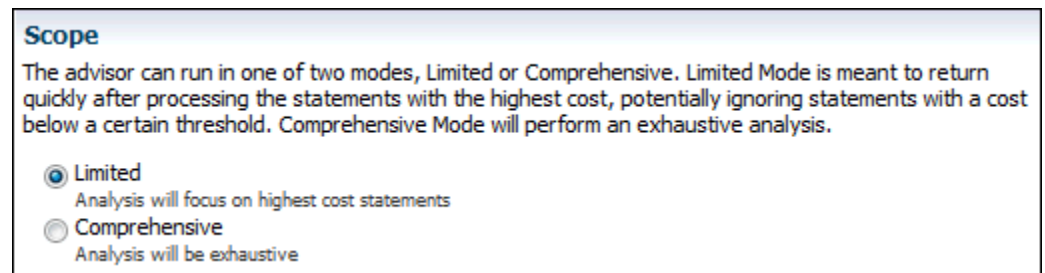 Scope
The advisor can run in one of two modes, Limited or Comprehensive. Limited Mode is meant to return
quickly after processing the statements with the highest cost, potentially ignoring statements with a cost
below a certain threshold. Comprehensive Mode will perform an exhaustive analysis.
Limited
Analysis will focus on highest cost statements
Comprehensive
Analysis will be exhaustive